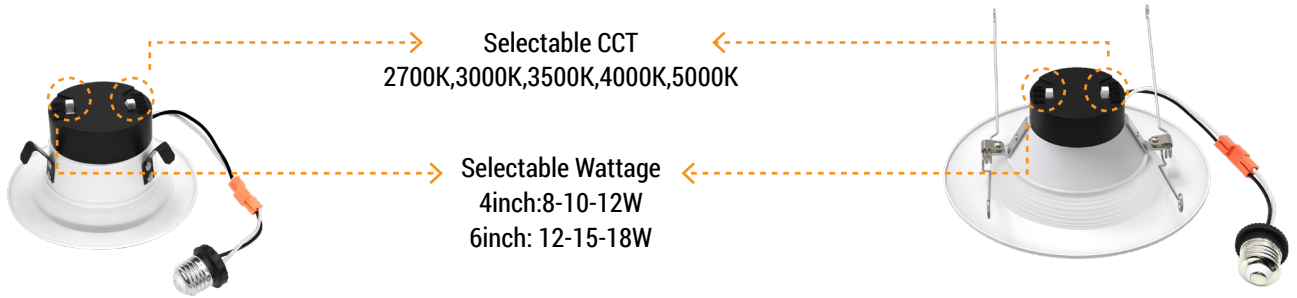 Selectable CCT
2700K,3000K,3500K,4000K,5000K
Selectable Wattage
4inch:8-10-12W
6inch: 12-15-18W